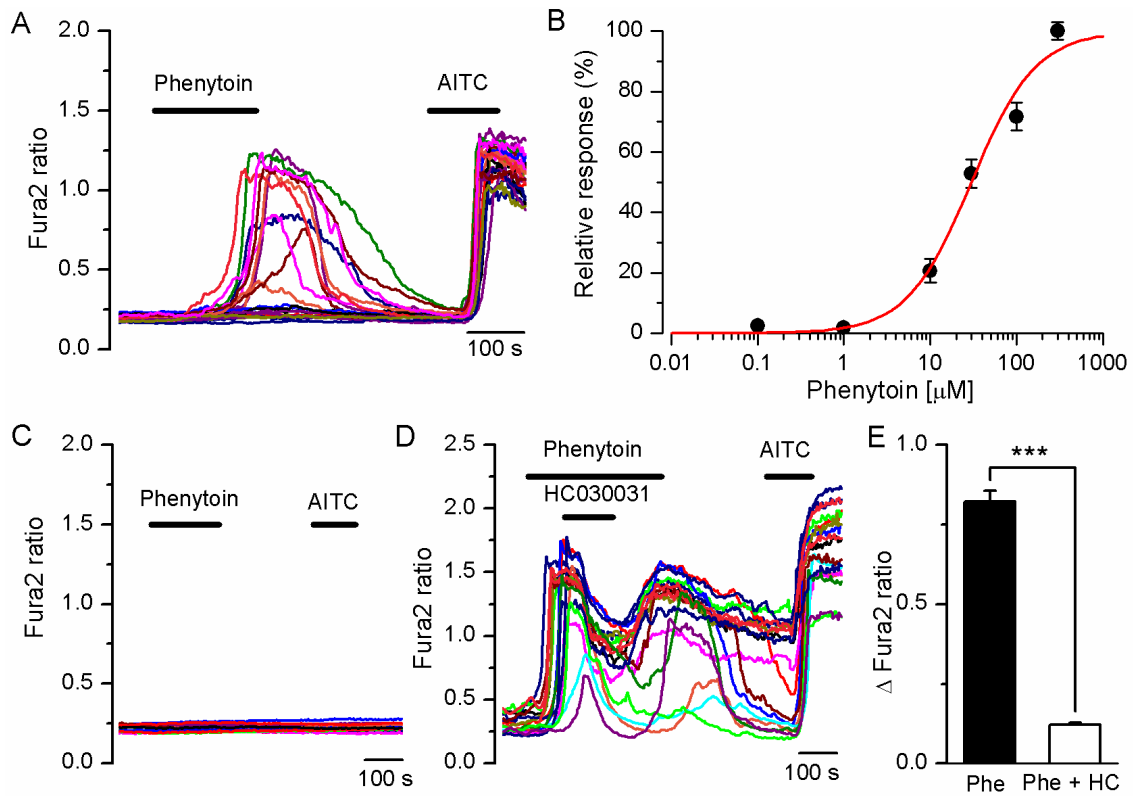 A
2.0
1.5
1.0
0.5
0.0
Fura2 ratio
Phenytoin
AITC
100 s
B
100
80
60
40
20
0
Relative response (%)
0.01
0.1
1
10
100
1000
Phenytoin [μM]
C
2.0
1.5
1.0
0.5
0.0
Fura2 ratio
Phenytoin
AITC
100 s
D
2.5
2.0
1.5
1.0
0.5
0.0
Fura2 ratio
Phenytoin
HC030031
AITC
100 s
E
1.0
0.5
0.0
Δ Fura2 ratio
***
Phe
Phe + HC